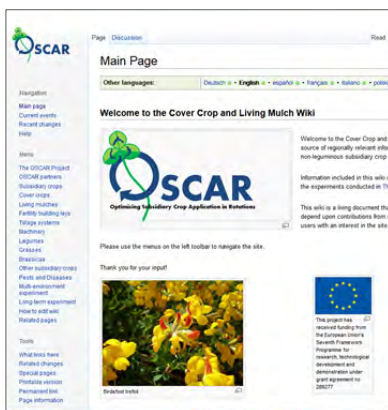 OSCAR
Page Discussion Read
Main Page
Other languages: Deutsch • English • español • français • italiano • polski
Navigation
Main page
Current events
Recent changes
Help
Menu
The OSCAR Project
OSCAR partners
Subsidiary crops
Cover crops
Living mulches
Fertility building leys
Tillage systems
Machinery
Legumes
Grasses
Brassicas
Other subsidiary crops
Pests and Diseases
Multi-environment
experiment
Long-term experiment
How to edit wiki
Related pages
Tools
What links here
Related changes
Special pages
Printable version
Permanent link
Page information
Welcome to the Cover Crop and Living Mulch Wiki
OSCAR
Optimising Subsidiary Crop Application in Rotations
Welcome to the Cover Crop and
source of regionally relevant infor
non-leguminous subsidiary crop
Information included in this wiki
the experiments conducted in
This wiki is a living document tha
depend upon contributions from
users with an interest in the site
Please use the menus on the left toolbar to navigate the site.
Thank you for your input!
Birdsfoot trefoil
This project has
received funding from
the European Union's
Seventh Framework
Programme for
research, technological
development and
demonstration under
grant agreement no
289277